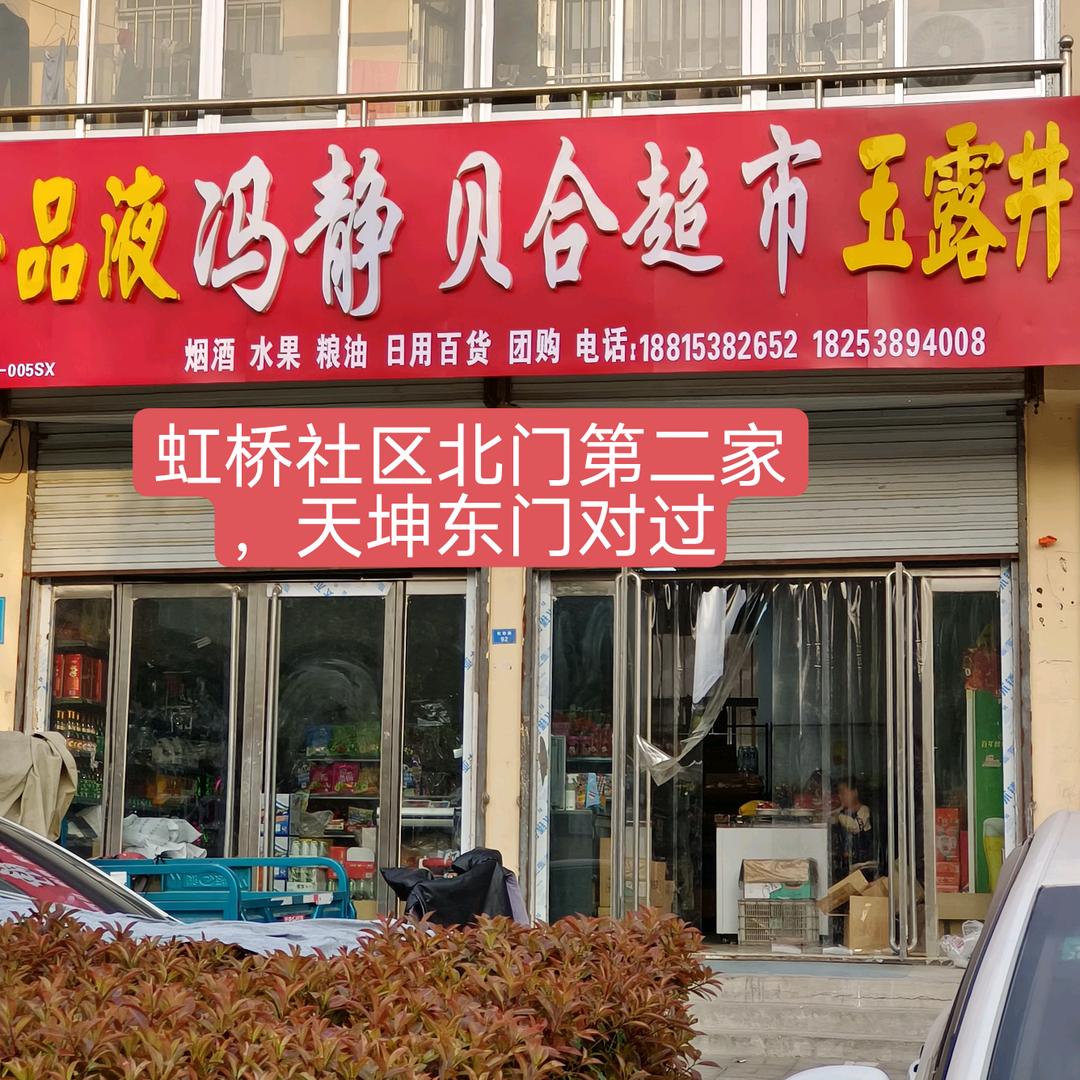 品液 冯静 贝合超市 玉露井
烟酒 水果 粮油 日用百货 团购 电话:18815382652 18253894008
-005SX
虹桥社区北门第二家
，天坤东门对过
92